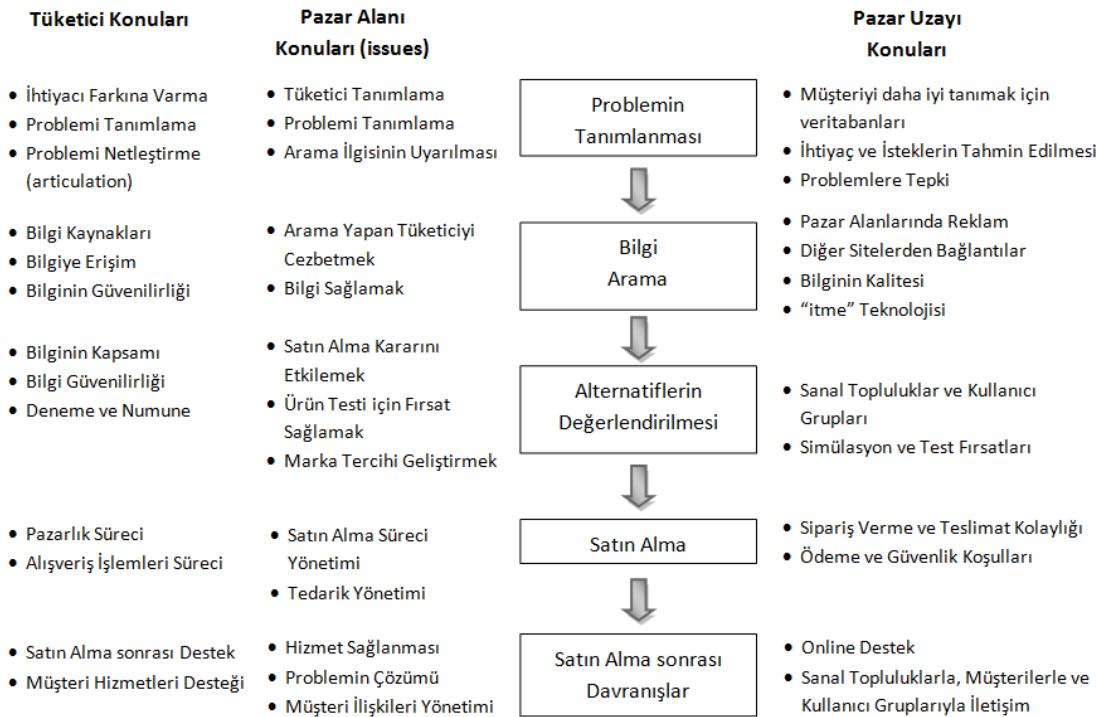 Tüketici Konuları
Pazar Alanı
Konuları (issues)
Pazar Uzayı
Konuları
• İhtiyacı Farkına Varma
• Problemi Tanımlama
• Problemi Netleştirme
(articulation)
• Tüketici Tanımlama
• Problemi Tanımlama
• Arama İlgisinin Uyarılması
Problemin
Tanımlanması
• Müşteriyi daha iyi tanımak için
veritabanları
• İhtiyaç ve İsteklerin Tahmin Edilmesi
• Problemlere Tepki
• Bilgi Kaynakları
• Bilgiye Erişim
• Bilginin Güvenilirliği
• Arama Yapan Tüketiciyi
Cezbetmek
• Bilgi Sağlamak
Bilgi
Arama
• Pazar Alanlarında Reklam
• Diğer Sitelerden Bağlantılar
• Bilginin Kalitesi
• “itme” Teknolojisi
• Bilginin Kapsamı
• Bilgi Güvenilirliği
• Deneme ve Numune
• Satın Alma Kararını
Etkilemek
• Ürün Testi için Fırsat
Sağlamak
• Marka Tercihi Geliştirmek
Alternatiflerin
Değerlendirilmesi
• Sanal Topluluklar ve Kullanıcı
Grupları
• Simülasyon ve Test Fırsatları
• Pazarlık Süreci
• Alışveriş İşlemleri Süreci
• Satın Alma Süreci
Yönetimi
• Tedarik Yönetimi
Satın Alma
• Sipariş Verme ve Teslimat Kolaylığı
• Ödeme ve Güvenlik Koşulları
• Satın Alma sonrası Destek
• Müşteri Hizmetleri Desteği
• Hizmet Sağlanması
• Problemin Çözümü
• Müşteri İlişkileri Yönetimi
Satın Alma sonrası
Davranışlar
• Online Destek
• Sanal Topluluklarla, Müşterilerle ve
Kullanıcı Gruplarıyla İletişim